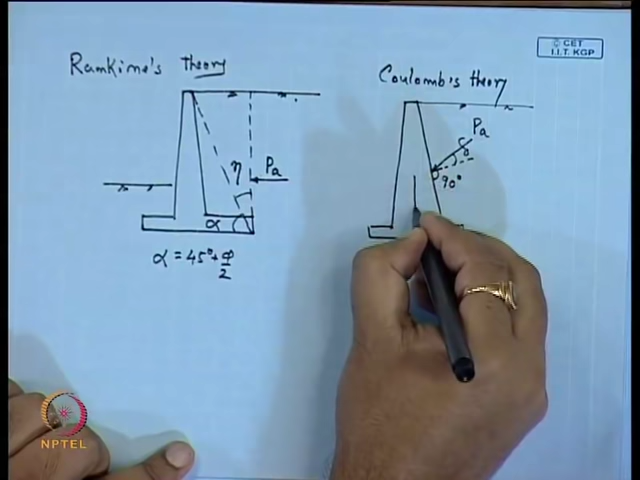 © CET
I.I.T. KGP
Rankine's Theory
Coulomb's theory
Pa
δ
90°
η
Pa
α
α = 45° + φ/2
NPTEL